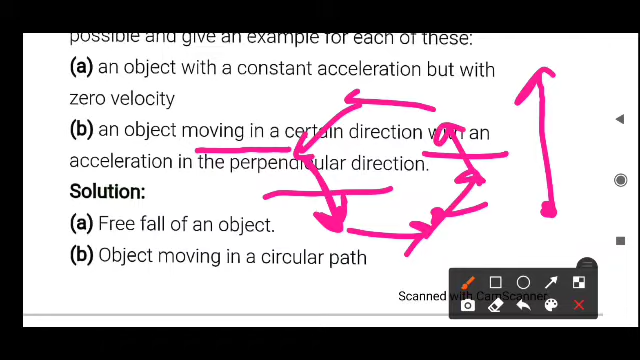 possible and give an example for each of these:
(a) an object with a constant acceleration but with
zero velocity
(b) an object moving in a certain direction with an
acceleration in the perpendicular direction.
Solution:
(a) Free fall of an object.
(b) Object moving in a circular path
Scanned with CamScanner